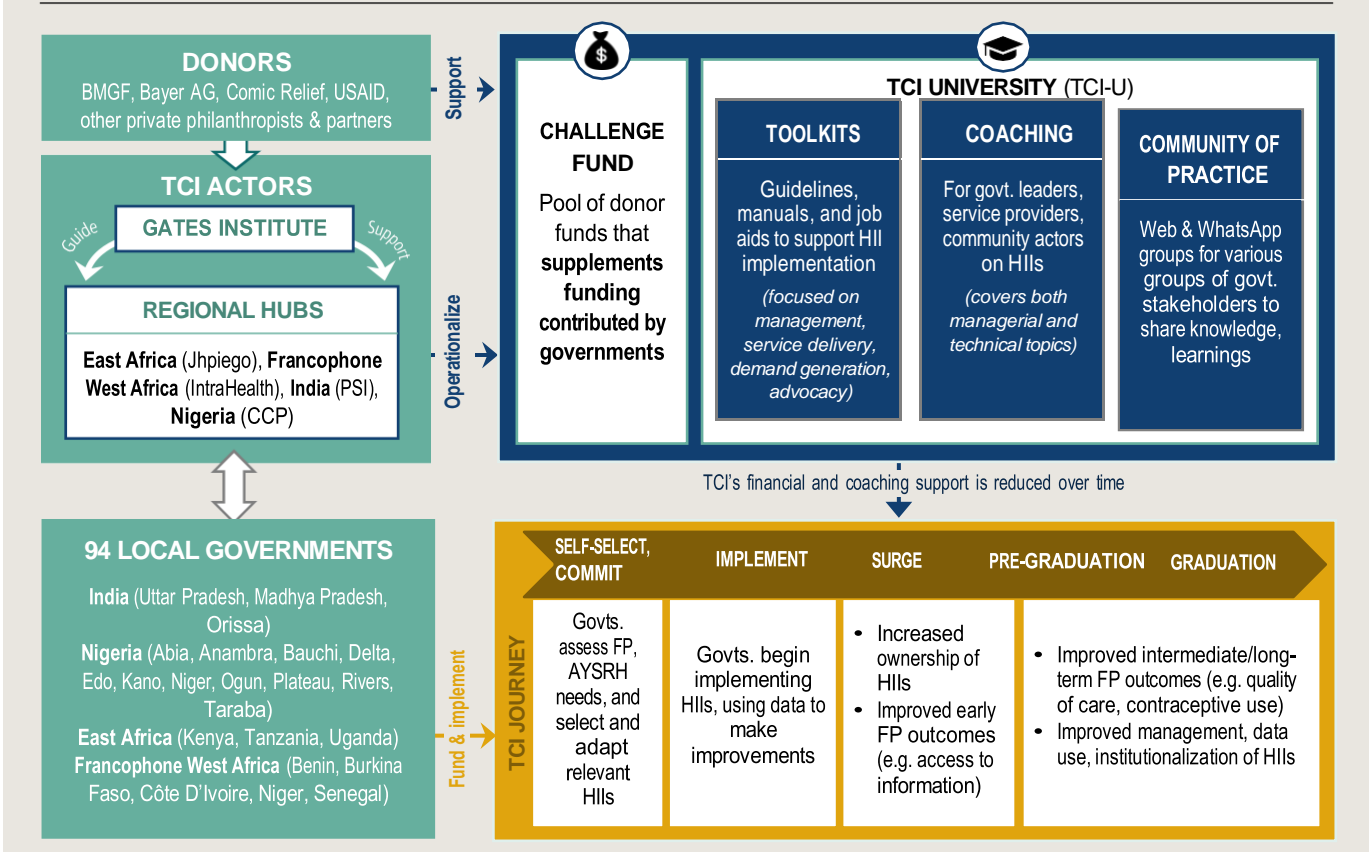 DONORS
BMGF, Bayer AG, Comic Relief, USAID,
other private philanthropists & partners
Support
TCI ACTORS
GATES INSTITUTE
Guide
Support
REGIONAL HUBS
East Africa (Jhpiego), Francophone
West Africa (IntraHealth), India (PSI),
Nigeria (CCP)
Operationalize
$
CHALLENGE
FUND
Pool of donor
funds that
supplements
funding
contributed by
governments
TCI UNIVERSITY (TCI-U)
TOOLKITS
Guidelines,
manuals, and job
aids to support HII
implementation
(focused on
management,
service delivery,
demand generation,
advocacy)
COACHING
For govt. leaders,
service providers,
community actors
on HIIs
(covers both
managerial and
technical topics)
COMMUNITY OF
PRACTICE
Web & WhatsApp
groups for various
groups of govt.
stakeholders to
share knowledge,
learnings
TCI's financial and coaching support is reduced over time
94 LOCAL GOVERNMENTS
India (Uttar Pradesh, Madhya Pradesh,
Orissa)
Nigeria (Abia, Anambra, Bauchi, Delta,
Edo, Kano, Niger, Ogun, Plateau, Rivers,
Taraba)
East Africa (Kenya, Tanzania, Uganda)
Francophone West Africa (Benin, Burkina
Faso, Côte D'Ivoire, Niger, Senegal)
Fund & implement
TCI JOURNEY
SELF-SELECT,
COMMIT
Govts.
assess FP,
AYSRH
needs, and
select and
adapt
relevant
HIIs
IMPLEMENT
Govts. begin
implementing
HIIs, using data to
make
improvements
SURGE
• Increased
ownership of
HIIs
• Improved early
FP outcomes
(e.g. access to
information)
PRE-GRADUATION
GRADUATION
• Improved intermediate/long-
term FP outcomes (e.g. quality
of care, contraceptive use)
• Improved management, data
use, institutionalization of HIIs